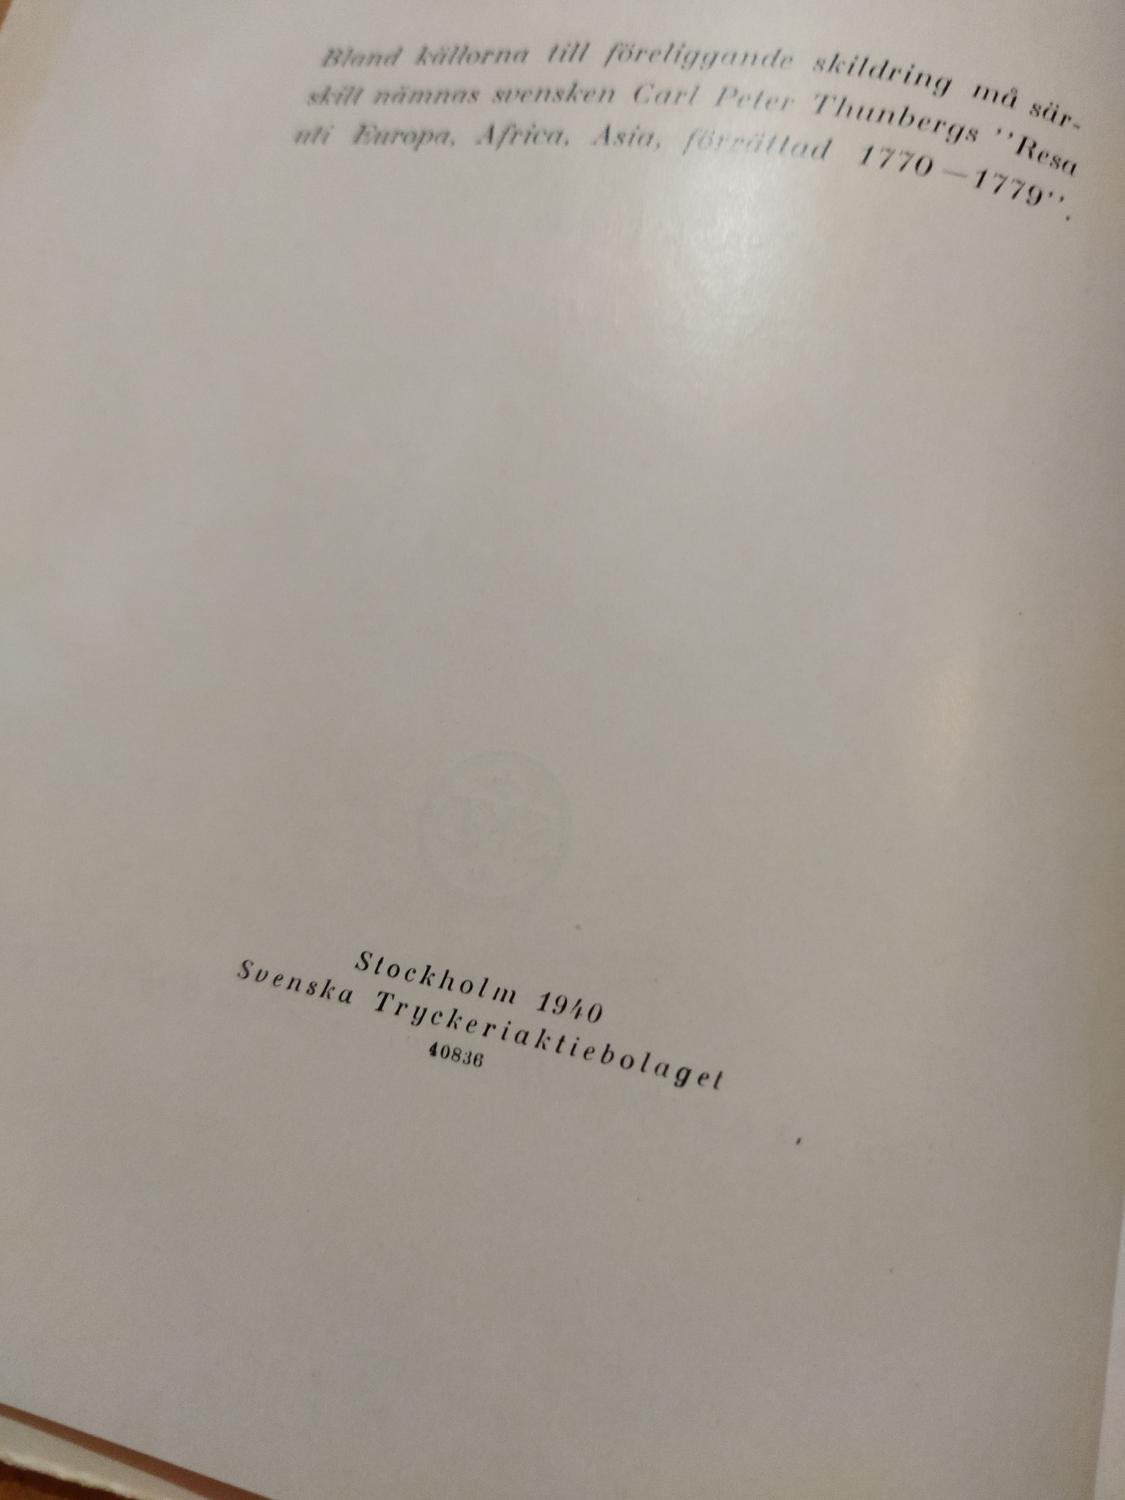 Bland källorna till föreliggande skildring må sär-
skilt nämnas svensken Carl Peter Thunbergs ''Resa
uti Europa, Africa, Asia, förrättad 1770—1779''.
Stockholm 1940
Svenska Tryckeriaktiebolaget
40836